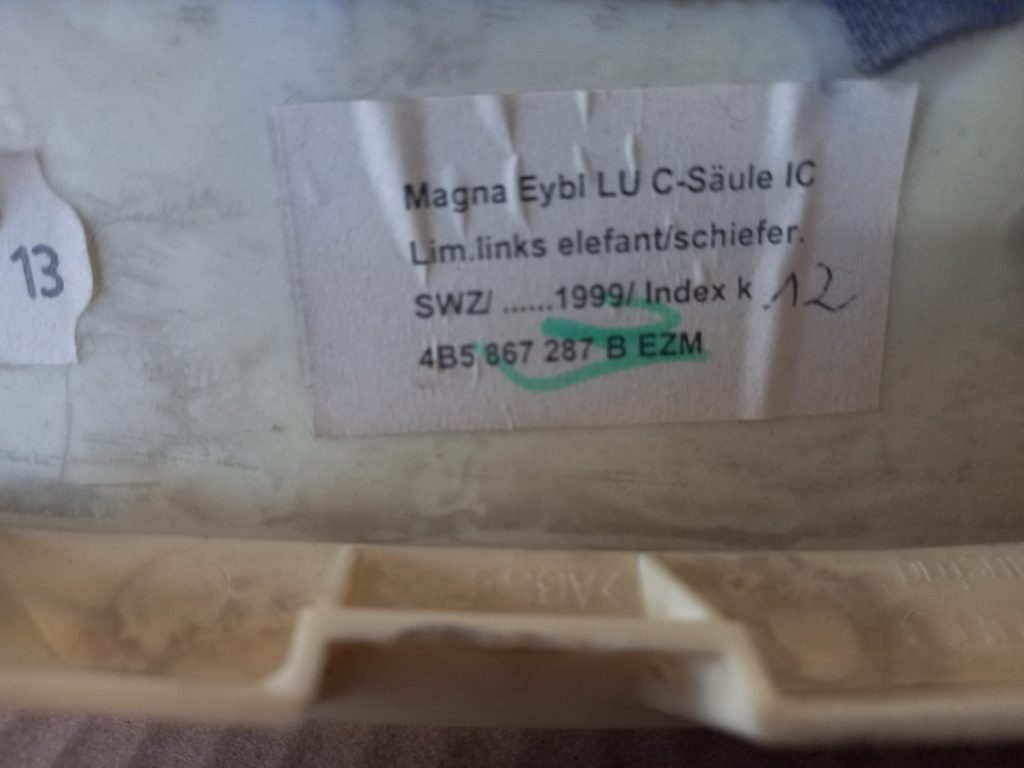 Magna Eybl LU C-Säule IC
Lim.links elefant/schiefer.
SWZ/ ......1999/ Index k 12
4B5 867 287 B EZM
13